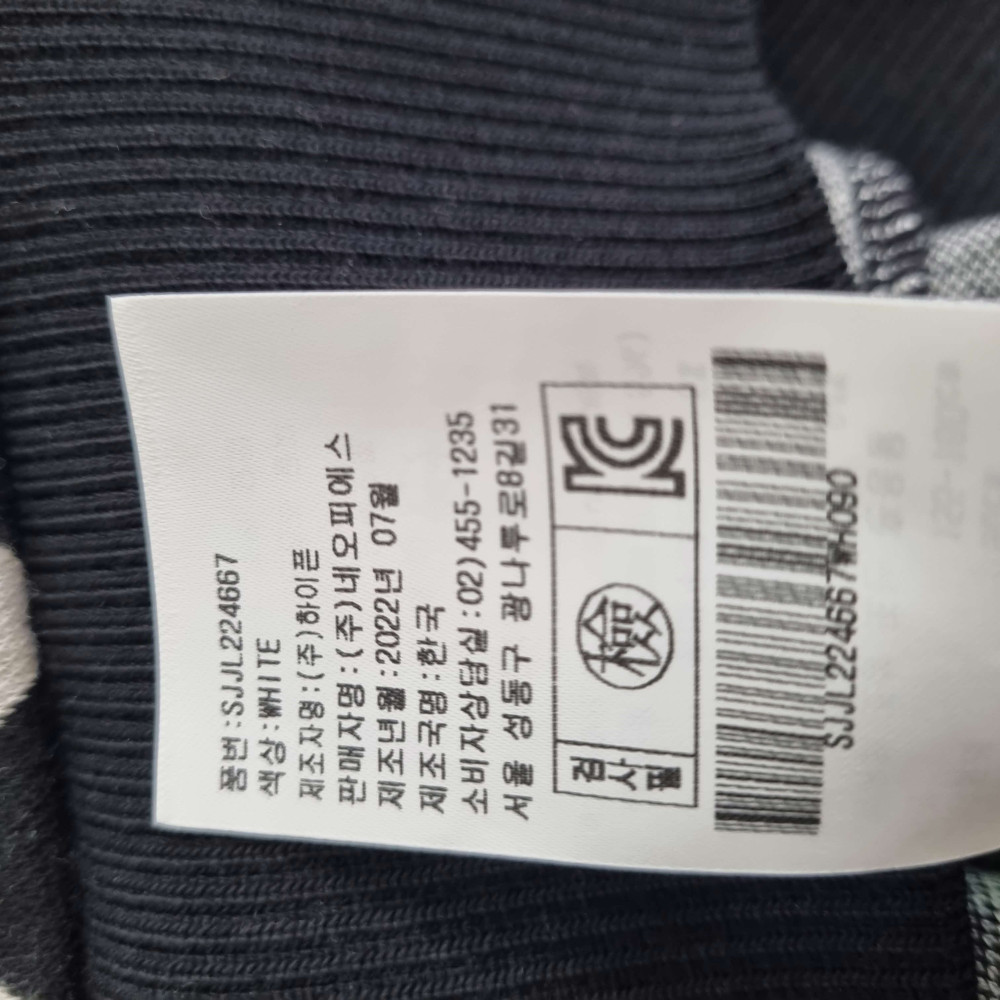 품번:SJJL224667
색상:WHITE
제조자명:(주)하이픈
판매자명:(주)네오피에스
제조년월:2022년 07월
제조국명:한국
소비자상담실:02)455-1235
서울 성동구 광나루로8길31
검사필
檢
KC
SJJL224667WH090